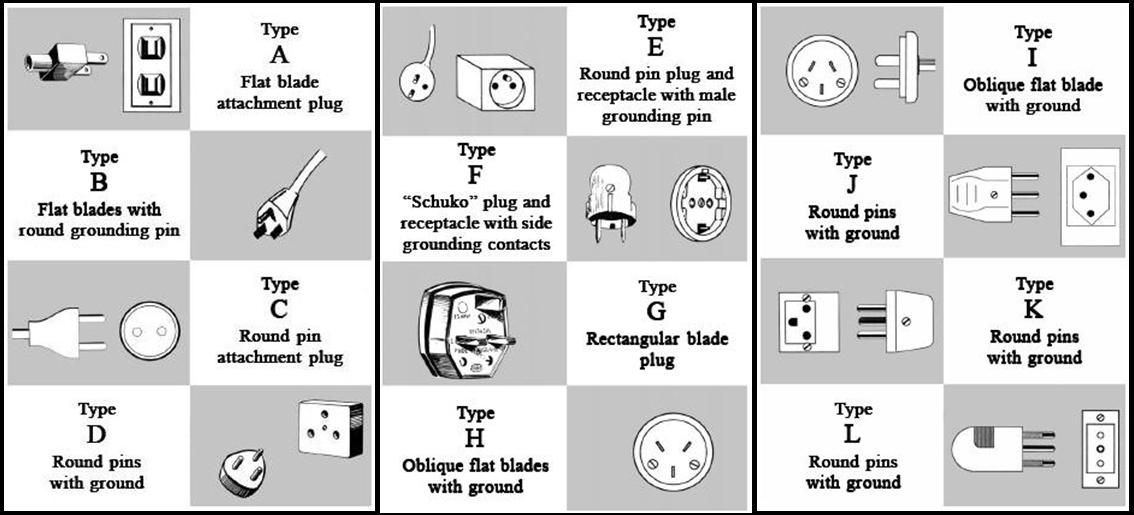 Type
A
Flat blade
attachment plug
Type
B
Flat blades with
round grounding pin
Type
C
Round pin
attachment plug
Type
D
Round pins
with ground
Type
E
Round pin plug and
receptacle with male
grounding pin
Type
F
“Schuko” plug and
receptacle with side
grounding contacts
Type
G
Rectangular blade
plug
Type
H
Oblique flat blades
with ground
Type
I
Oblique flat blade
with ground
Type
J
Round pins
with ground
Type
K
Round pins
with ground
Type
L
Round pins
with ground